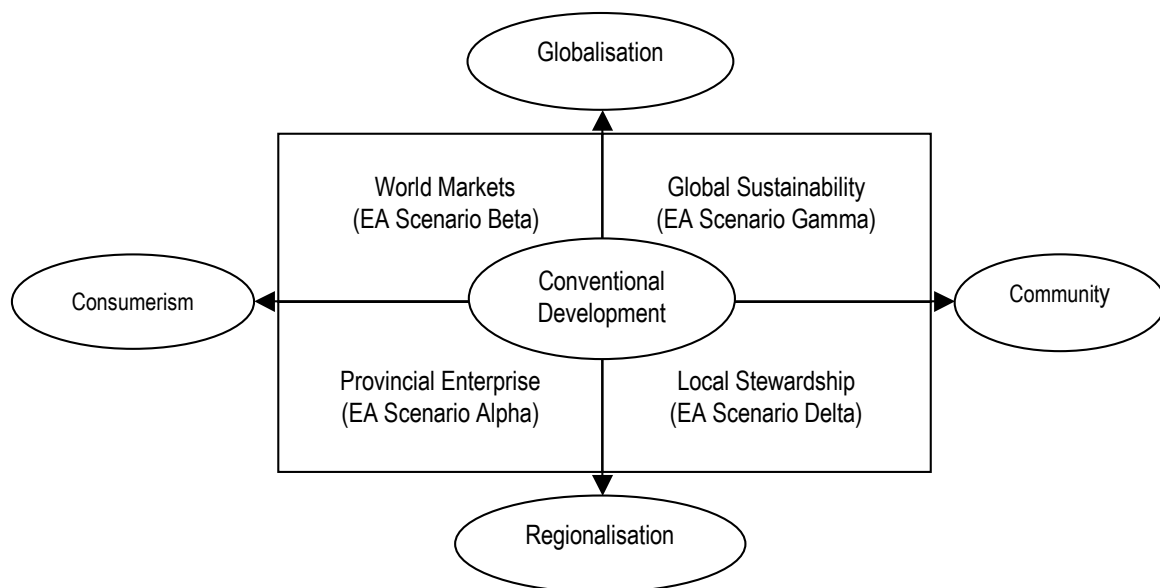 Globalisation
World Markets
(EA Scenario Beta)
Global Sustainability
(EA Scenario Gamma)
Consumerism
Conventional
Development
Community
Provincial Enterprise
(EA Scenario Alpha)
Local Stewardship
(EA Scenario Delta)
Regionalisation